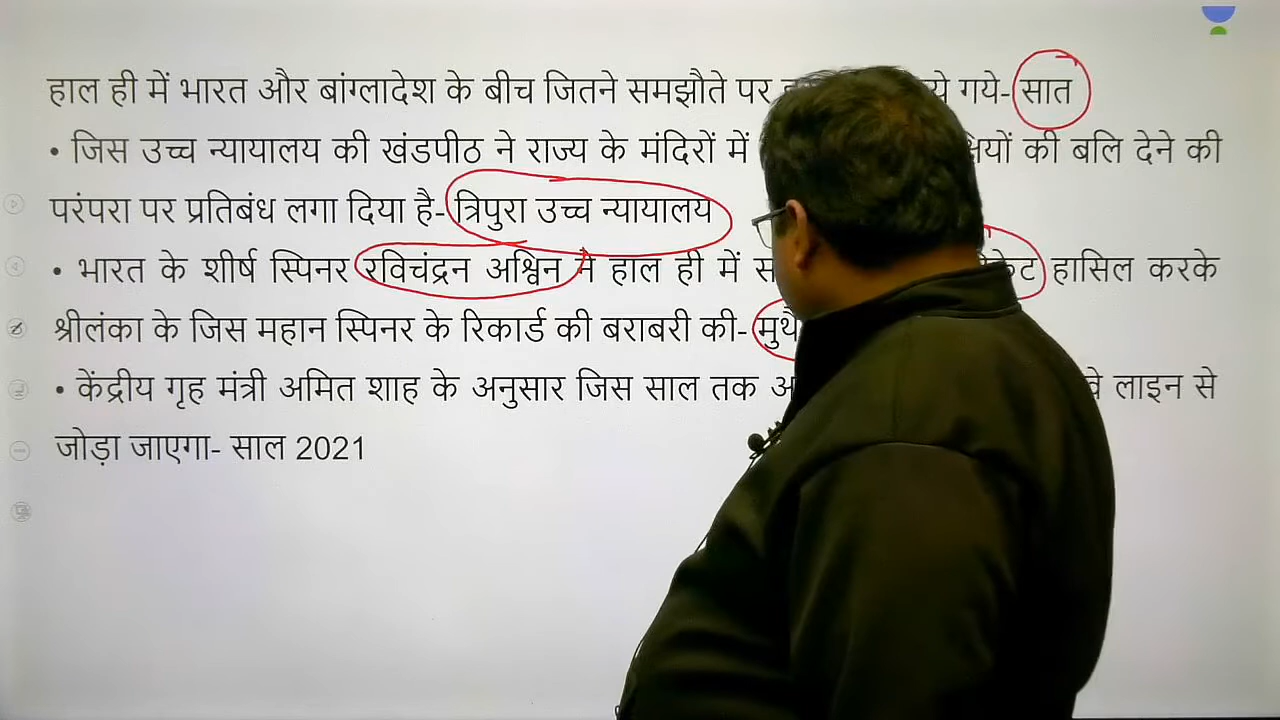 हाल ही में भारत और बांग्लादेश के बीच जितने समझौते पर गये- सात
• जिस उच्च न्यायालय की खंडपीठ ने राज्य के मंदिरों में की बलि देने की
परंपरा पर प्रतिबंध लगा दिया है- त्रिपुरा उच्च न्यायालय
• भारत के शीर्ष स्पिनर रविचंद्रन अश्विन ने हाल ही में हासिल करके
श्रीलंका के जिस महान स्पिनर के रिकार्ड की बराबरी की-
• केंद्रीय गृह मंत्री अमित शाह के अनुसार जिस साल तक लाइन से
जोड़ा जाएगा- साल 2021